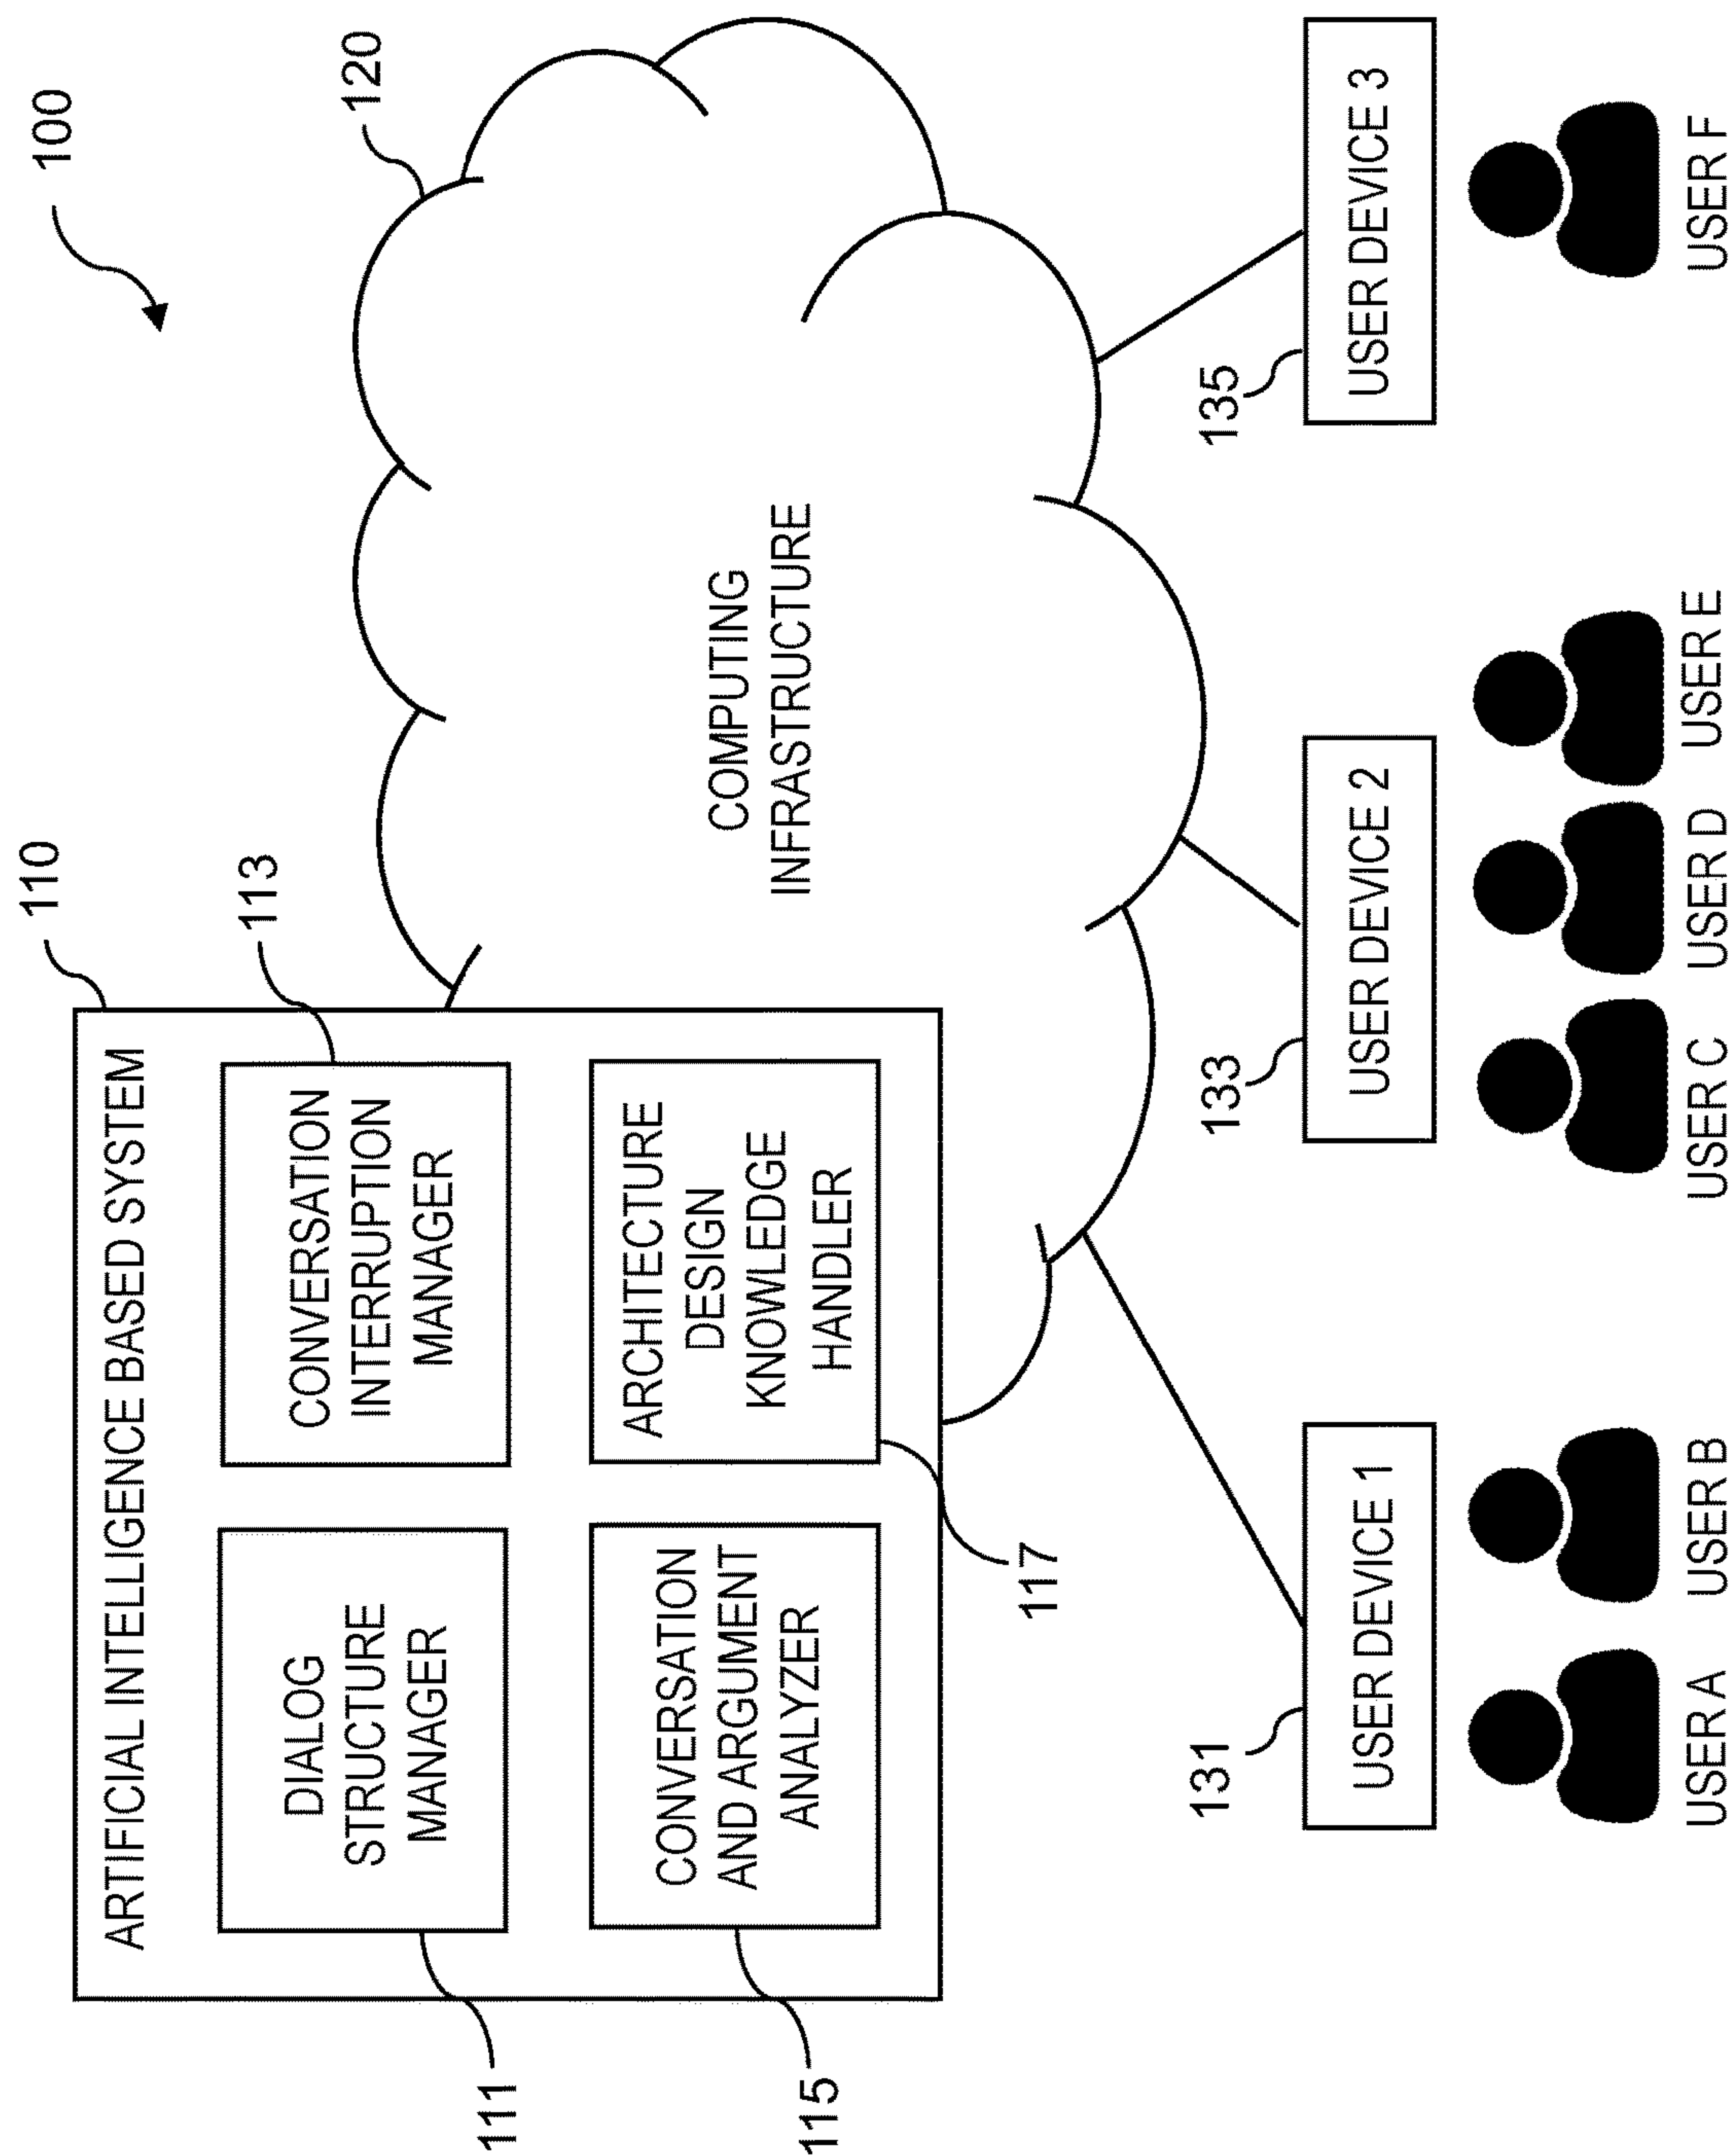 100
110
ARTIFICIAL INTELLIGENCE BASED SYSTEM
111
DIALOG
STRUCTURE
MANAGER
113
CONVERSATION
INTERRUPTION
MANAGER
115
CONVERSATION
AND ARGUMENT
ANALYZER
117
ARCHITECTURE
DESIGN
KNOWLEDGE
HANDLER
120
COMPUTING
INFRASTRUCTURE
131
USER DEVICE 1
133
USER DEVICE 2
135
USER DEVICE 3
USER A
USER B
USER C
USER D
USER E
USER F